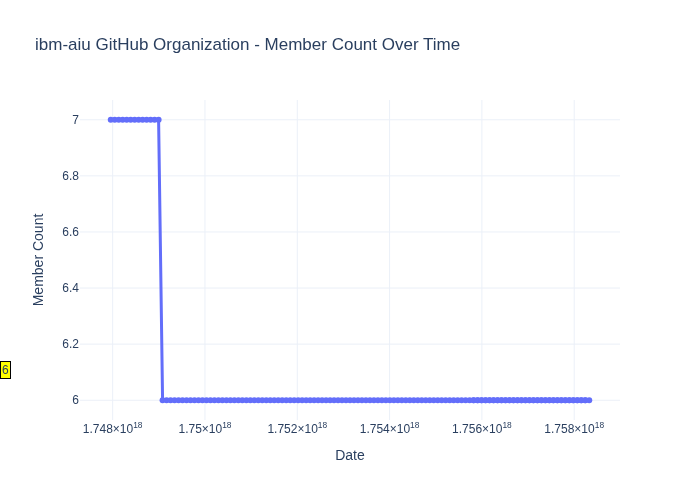 ibm-aiu GitHub Organization - Member Count Over Time
7
6.8
6.6
6.4
6.2
6
Member Count
6
1.748×10¹⁸ 1.75×10¹⁸ 1.752×10¹⁸ 1.754×10¹⁸ 1.756×10¹⁸ 1.758×10¹⁸
Date